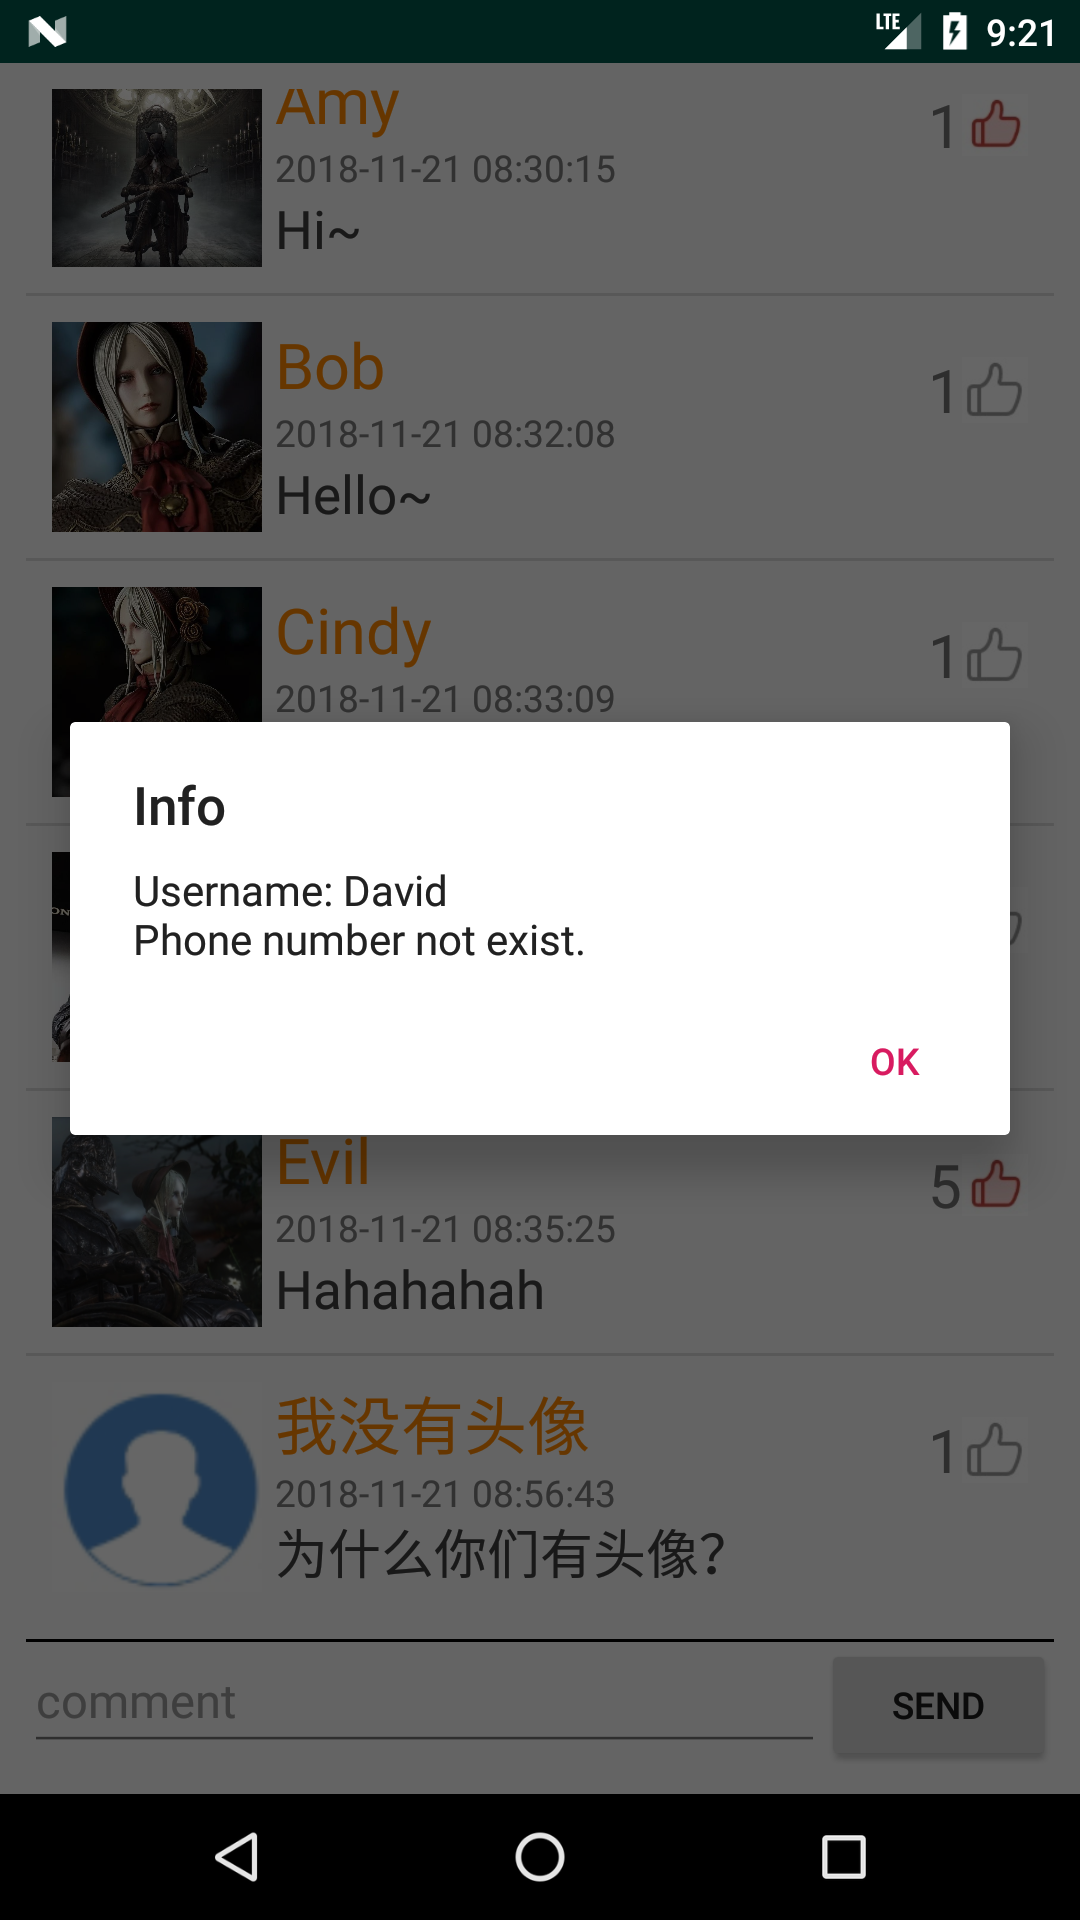 LTE 9:21
Amy
1
2018-11-21 08:30:15
Hi~
Bob
1
2018-11-21 08:32:08
Hello~
Cindy
1
2018-11-21 08:33:09
Info
Username: David
Phone number not exist.
OK
Evil
5
2018-11-21 08:35:25
Hahahahah
我没有头像
1
2018-11-21 08:56:43
为什么你们有头像?
comment
SEND